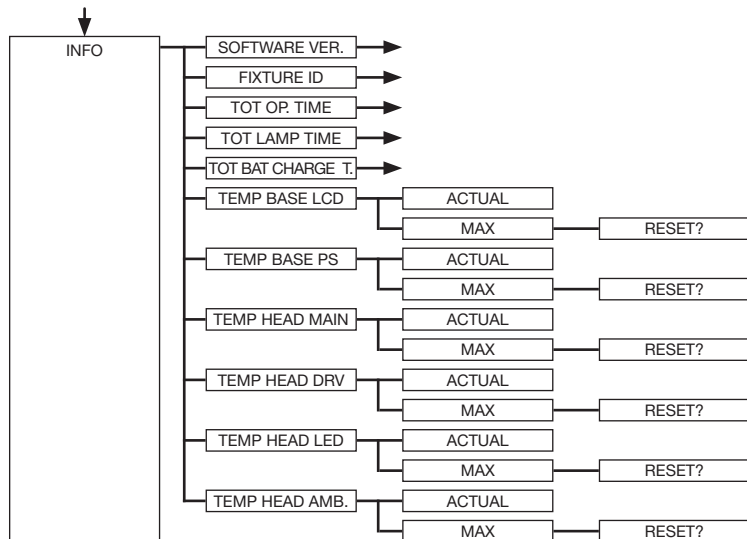 INFO
SOFTWARE VER.
FIXTURE ID
TOT OP. TIME
TOT LAMP TIME
TOT BAT CHARGE T.
TEMP BASE LCD ACTUAL
MAX RESET?
TEMP BASE PS ACTUAL
MAX RESET?
TEMP HEAD MAIN ACTUAL
MAX RESET?
TEMP HEAD DRV ACTUAL
MAX RESET?
TEMP HEAD LED ACTUAL
MAX RESET?
TEMP HEAD AMB. ACTUAL
MAX RESET?